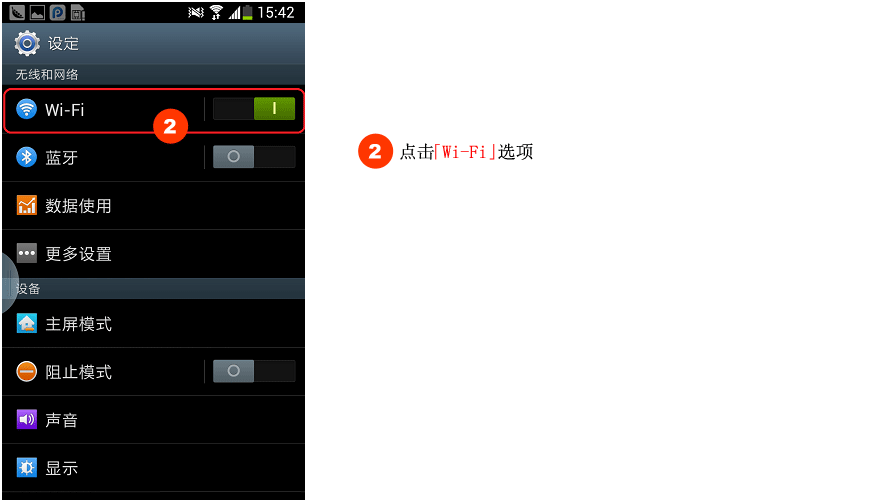 15:42
设定
无线和网络
Wi-Fi
2
蓝牙
数据使用
更多设置
设备
主屏模式
阻止模式
声音
显示
2 点击「Wi-Fi」选项